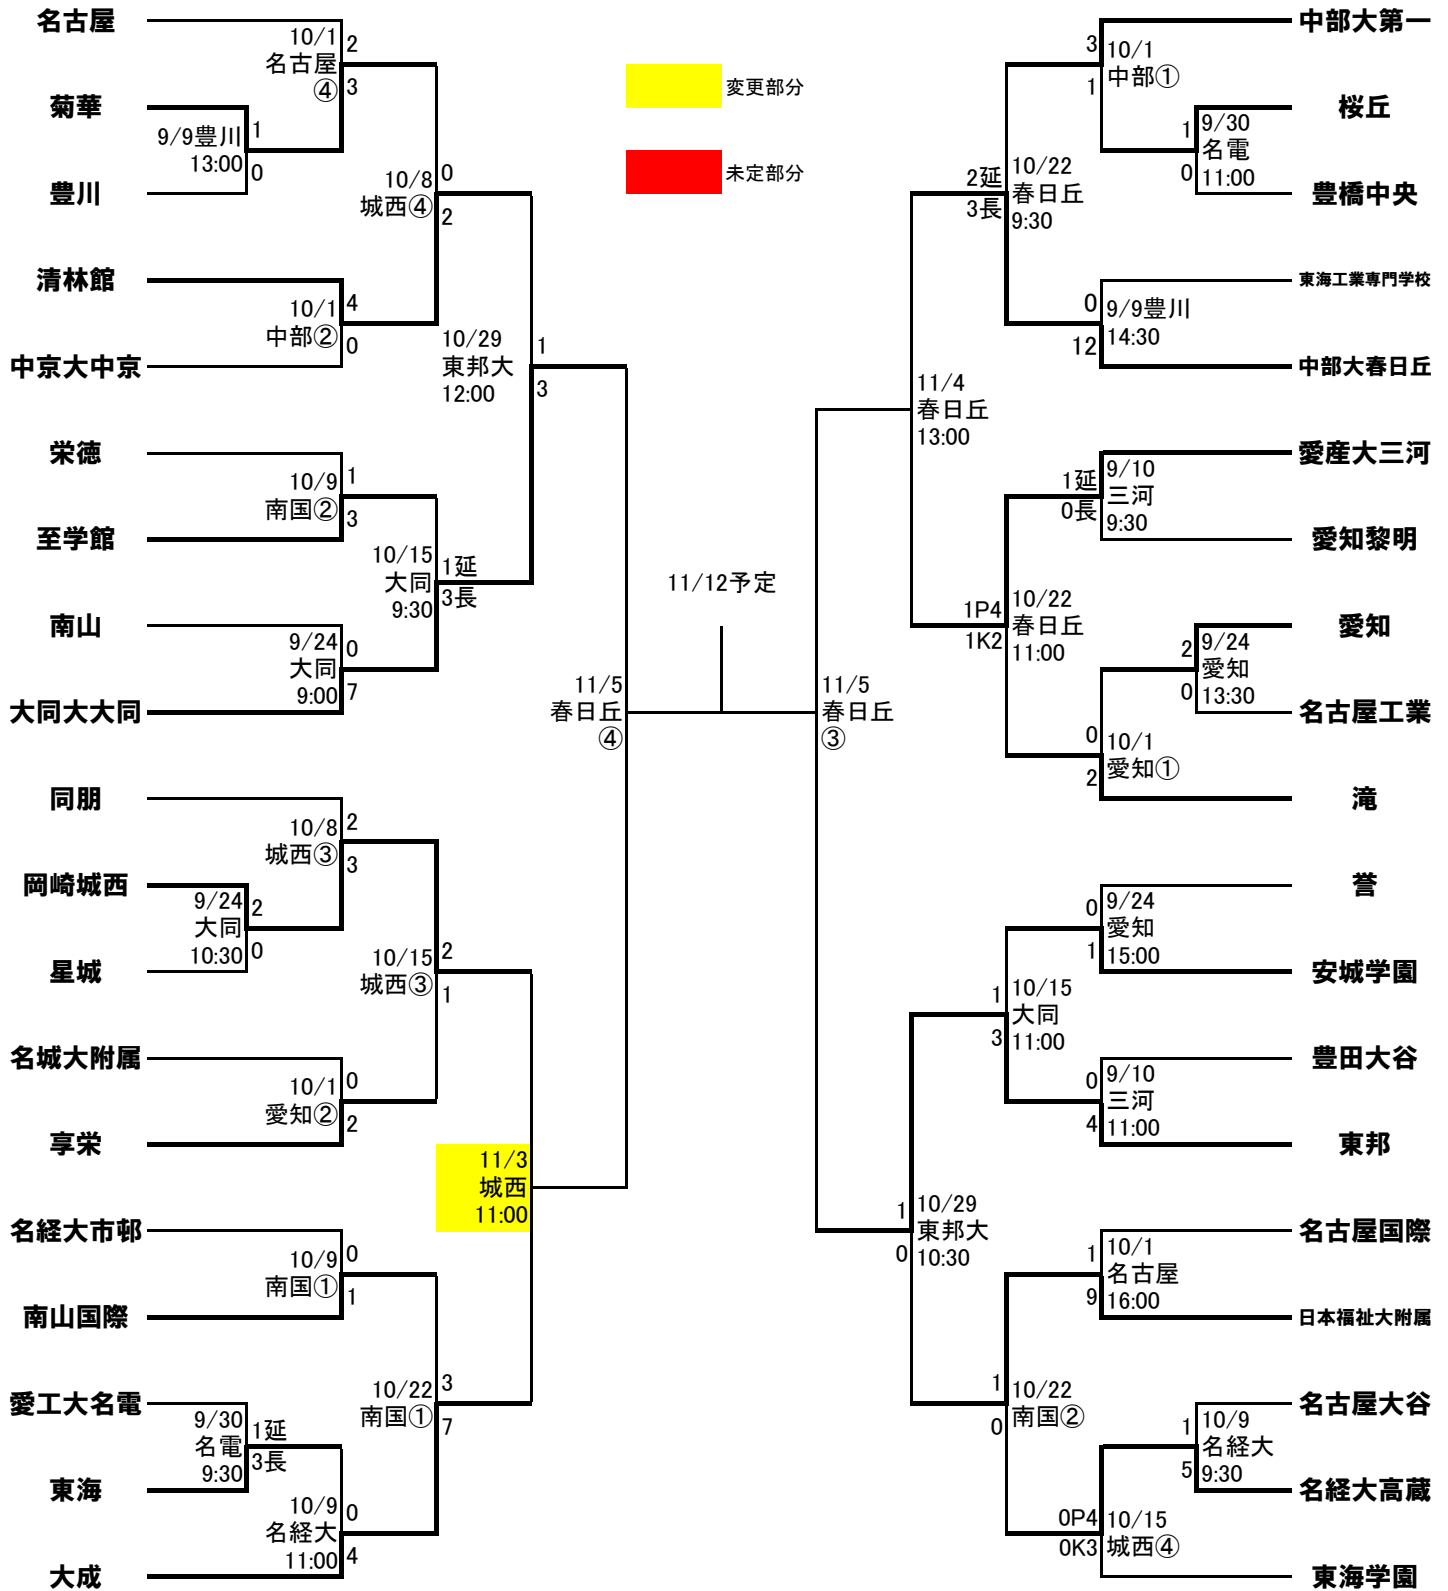 名古屋
10/1
名古屋
④
2
3
菊華
9/9豊川
13:00
1
0
豊川
10/8
城西④
0
2
清林館
10/1
中部②
4
0
中京大中京
10/29
東邦大
12:00
1
3
栄徳
10/9
南国②
1
3
至学館
10/15
大同
9:30
1延
3長
南山
9/24
大同
9:00
0
7
大同大大同
11/5
春日丘
④
同朋
10/8
城西③
2
3
岡崎城西
9/24
大同
10:30
2
0
星城
10/15
城西③
2
1
名城大附属
10/1
愛知②
0
2
享栄
11/3
城西
11:00
名経大市邨
10/9
南国①
0
1
南山国際
10/22
南国①
3
7
愛工大名電
9/30
名電
9:30
1延
3長
東海
10/9
名経大
11:00
0
4
大成
変更部分
未定部分
11/12予定
中部大第一
3
1
10/1
中部①
桜丘
1
0
9/30
名電
11:00
豊橋中央
2延
3長
10/22
春日丘
9:30
東海工業専門学校
0
12
9/9豊川
14:30
中部大春日丘
11/4
春日丘
13:00
愛産大三河
1延
0長
9/10
三河
9:30
愛知黎明
1P4
1K2
10/22
春日丘
11:00
愛知
2
0
9/24
愛知
13:30
名古屋工業
0
2
10/1
愛知①
滝
11/5
春日丘
③
誉
0
1
9/24
愛知
15:00
安城学園
1
3
10/15
大同
11:00
豊田大谷
0
4
9/10
三河
11:00
東邦
1
0
10/29
東邦大
10:30
名古屋国際
1
9
10/1
名古屋
16:00
日本福祉大附属
1
0
10/22
南国②
名古屋大谷
1
5
10/9
名経大
9:30
名経大高蔵
0P4
0K3
10/15
城西④
東海学園